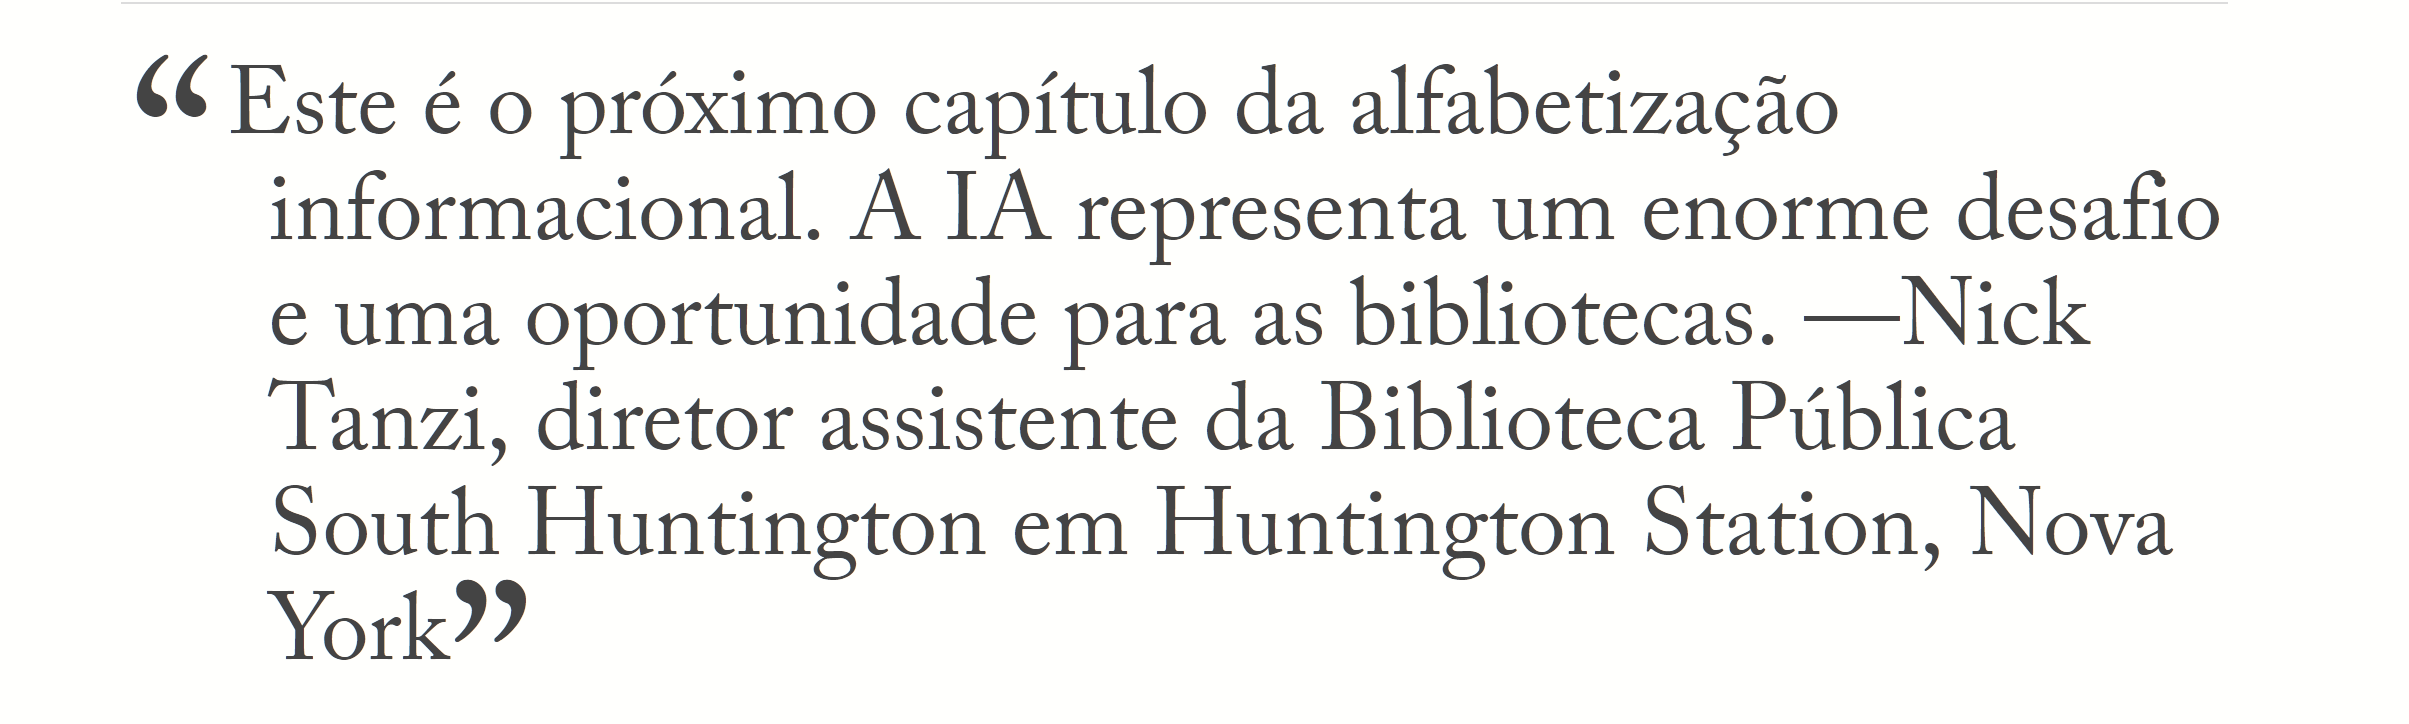 “Este é o próximo capítulo da alfabetização
informacional. A IA representa um enorme desafio
e uma oportunidade para as bibliotecas. —Nick
Tanzi, diretor assistente da Biblioteca Pública
South Huntington em Huntington Station, Nova
York”